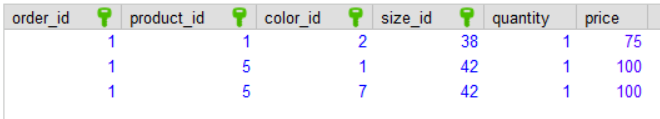 order_id product_id color_id size_id quantity price
1 1 2 38 1 75
1 5 1 42 1 100
1 5 7 42 1 100